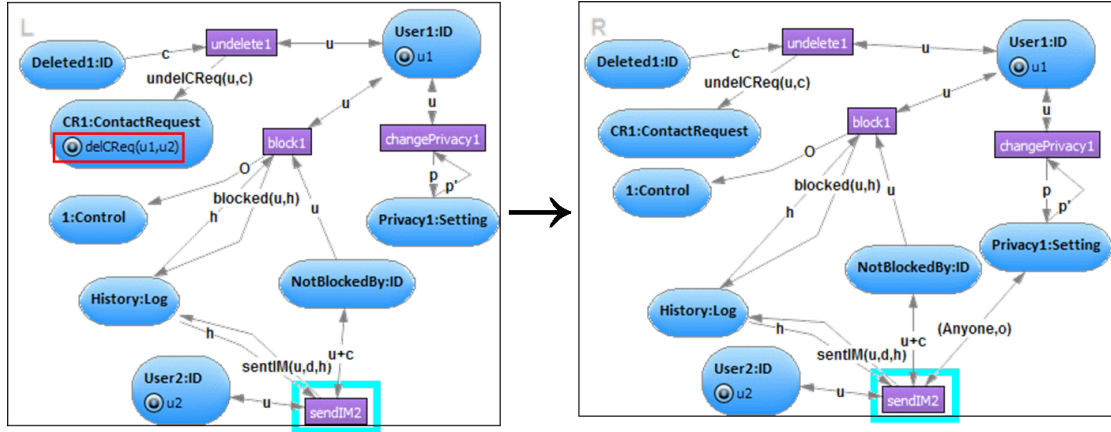 L
undelete1
User1:ID
u1
c
u
Deleted1:ID
undelCReq(u,c)
u
u
CR1:ContactRequest
delCReq(u1,u2)
block1
changePrivacy1
O
blocked(u,h)
p
p'
1:Control
h
u
Privacy1:Setting
NotBlockedBy:ID
History:Log
h
sentIM(u,d,h)
u+c
User2:ID
u2
u
sendIM2
R
undelete1
User1:ID
u1
c
u
Deleted1:ID
undelCReq(u,c)
u
u
CR1:ContactRequest
block1
changePrivacy1
O
blocked(u,h)
p
p'
1:Control
h
u
Privacy1:Setting
NotBlockedBy:ID
History:Log
h
(Anyone,o)
sentIM(u,d,h)
u+c
User2:ID
u2
u
sendIM2